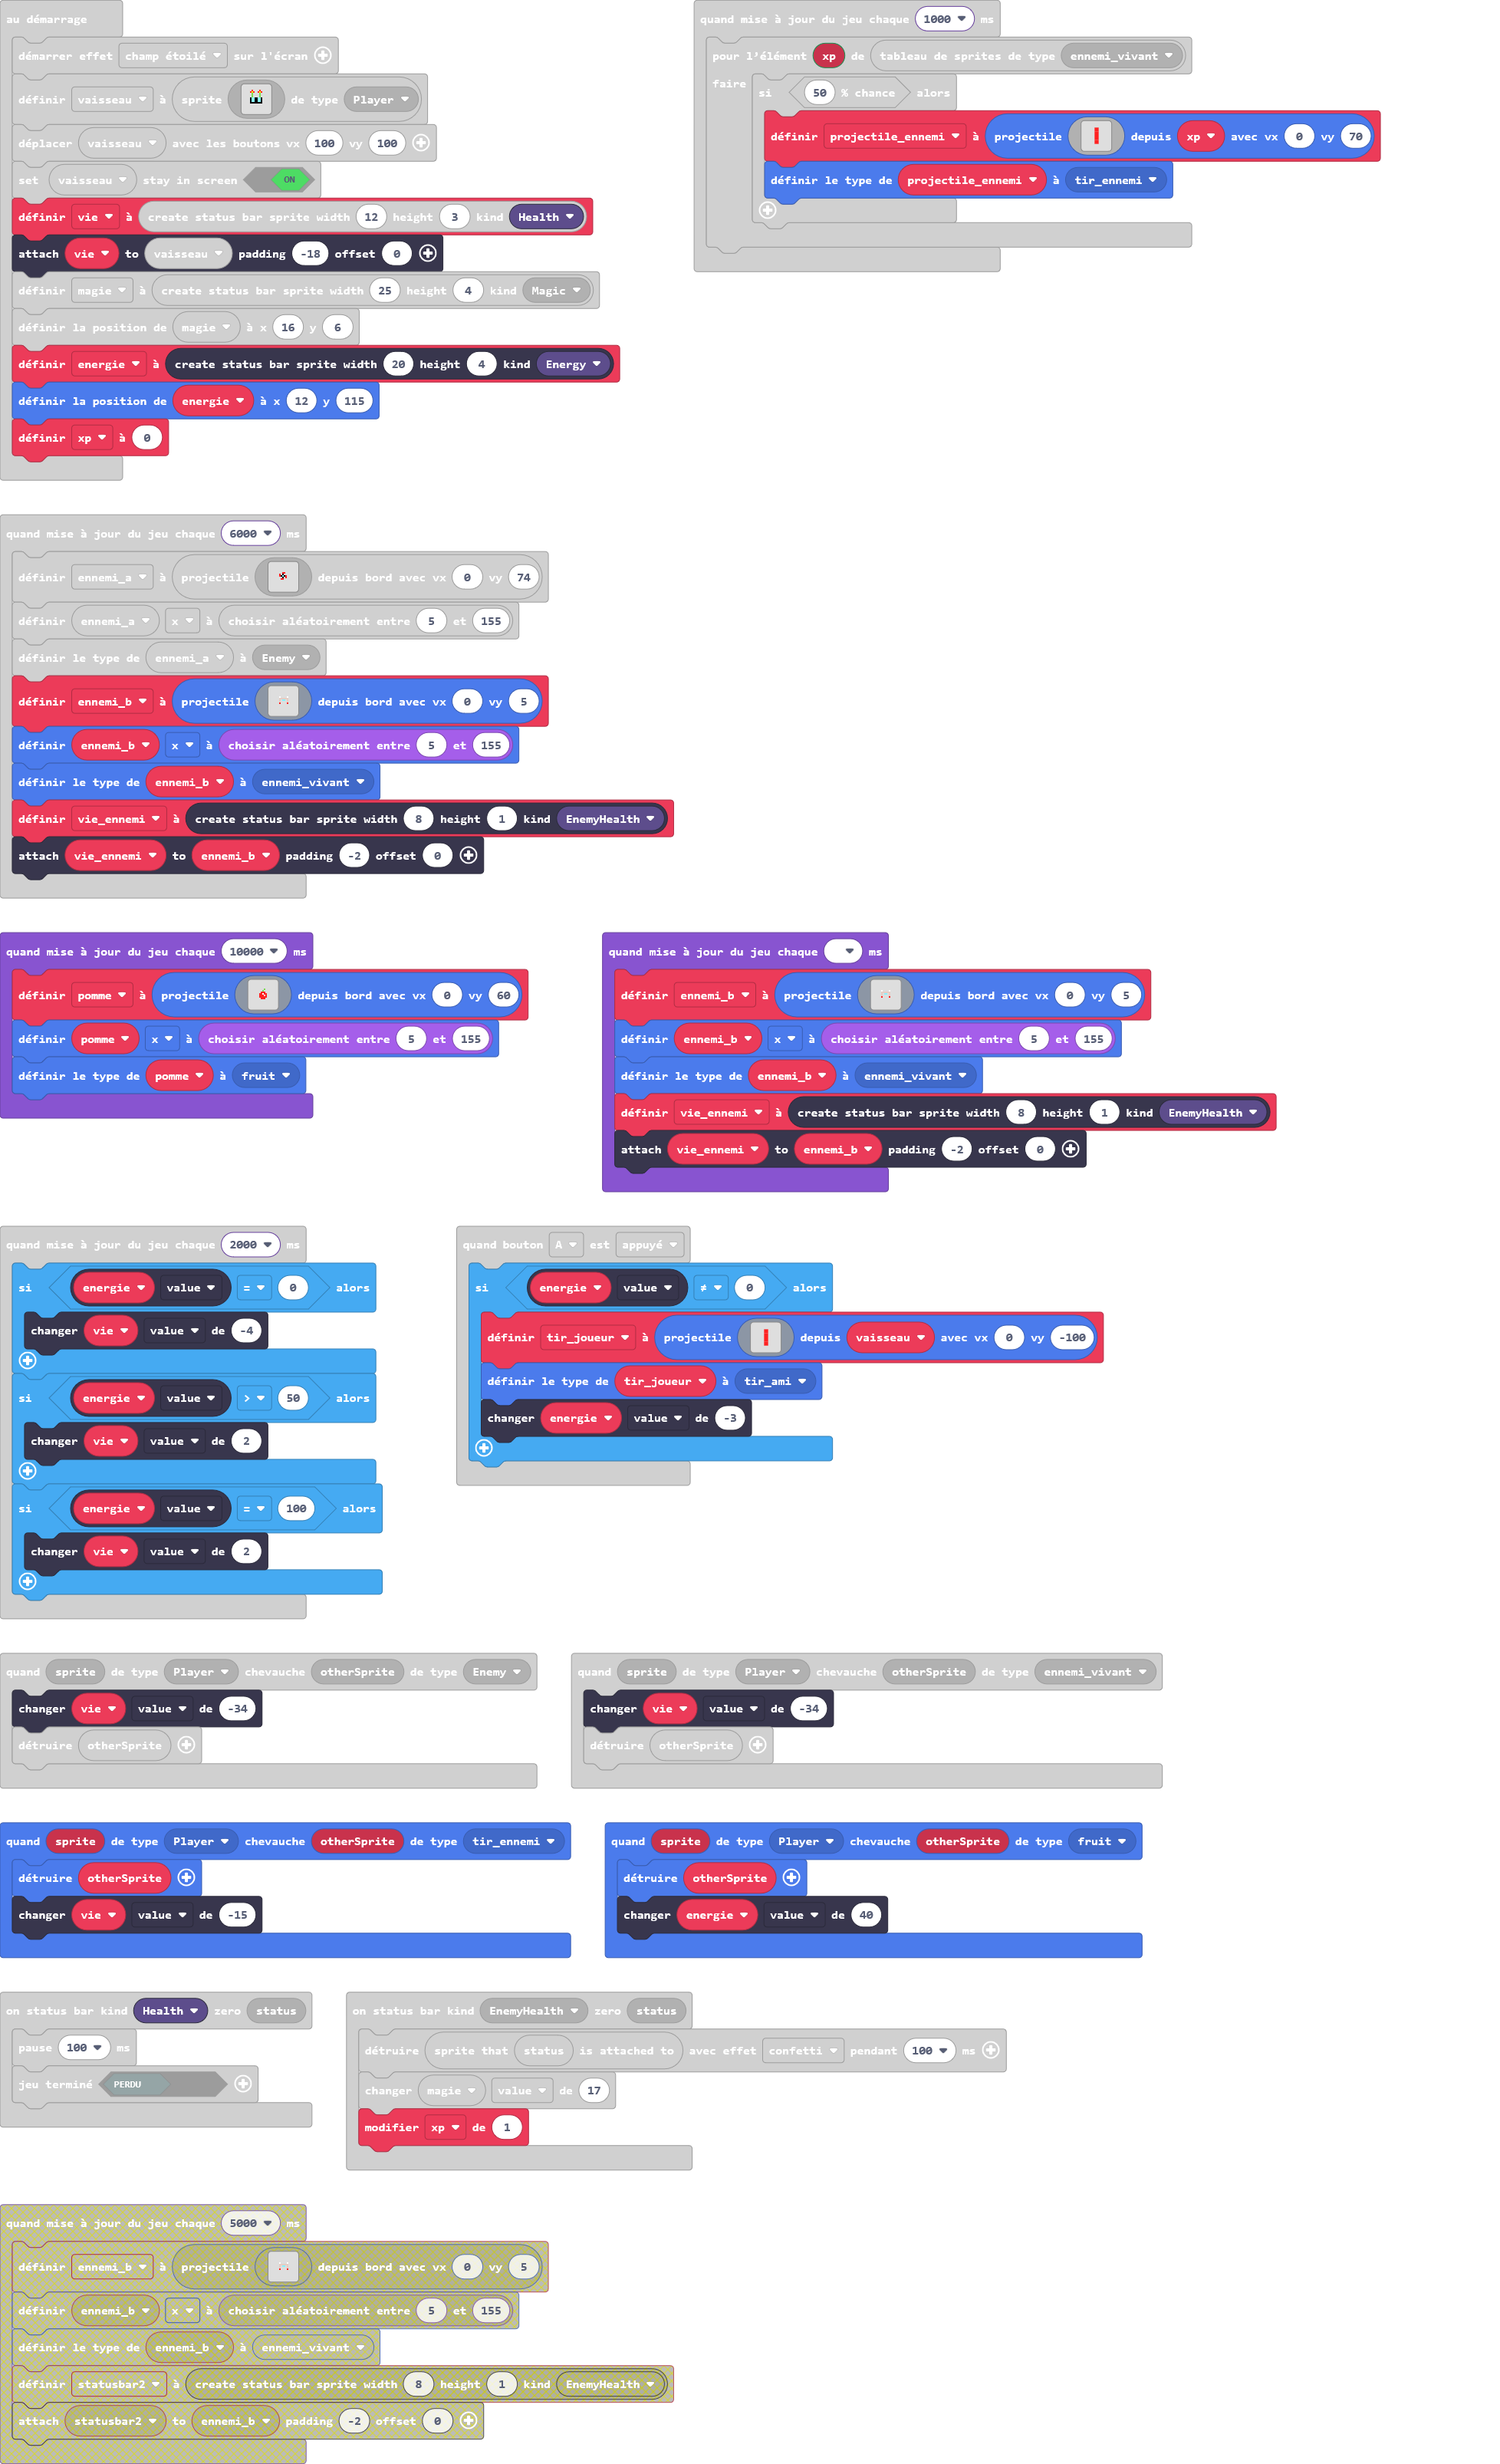 au démarrage
démarrer effet champ étoilé sur l'écran
définir vaisseau à sprite de type Player
déplacer vaisseau avec les boutons vx 100 vy 100
set vaisseau stay in screen ON
définir vie à create status bar sprite width 12 height 3 kind Health
attach vie to vaisseau padding -18 offset 0
définir magie à create status bar sprite width 25 height 4 kind Magic
définir la position de magie à x 16 y 6
définir energie à create status bar sprite width 20 height 4 kind Energy
définir la position de energie à x 12 y 115
définir xp à 0
quand mise à jour du jeu chaque 1000 ms
pour l'élément xp de tableau de sprites de type ennemi_vivant
faire
si 50 % chance alors
définir projectile_ennemi à projectile depuis xp avec vx 0 vy 70
définir le type de projectile_ennemi à tir_ennemi
quand mise à jour du jeu chaque 6000 ms
définir ennemi_a à projectile depuis bord avec vx 0 vy 74
définir ennemi_a x à choisir aléatoirement entre 5 et 155
définir le type de ennemi_a à Enemy
définir ennemi_b à projectile depuis bord avec vx 0 vy 5
définir ennemi_b x à choisir aléatoirement entre 5 et 155
définir le type de ennemi_b à ennemi_vivant
définir vie_ennemi à create status bar sprite width 8 height 1 kind EnemyHealth
attach vie_ennemi to ennemi_b padding -2 offset 0
quand mise à jour du jeu chaque 10000 ms
définir pomme à projectile depuis bord avec vx 0 vy 60
définir pomme x à choisir aléatoirement entre 5 et 155
définir le type de pomme à fruit
quand mise à jour du jeu chaque ms
définir ennemi_b à projectile depuis bord avec vx 0 vy 5
définir ennemi_b x à choisir aléatoirement entre 5 et 155
définir le type de ennemi_b à ennemi_vivant
définir vie_ennemi à create status bar sprite width 8 height 1 kind EnemyHealth
attach vie_ennemi to ennemi_b padding -2 offset 0
quand mise à jour du jeu chaque 2000 ms
si energie value = 0 alors
changer vie value de -4
si energie value > 50 alors
changer vie value de 2
si energie value = 100 alors
changer vie value de 2
quand bouton A est appuyé
si energie value ≠ 0 alors
définir tir_joueur à projectile depuis vaisseau avec vx 0 vy -100
définir le type de tir_joueur à tir_ami
changer energie value de -3
quand sprite de type Player chevauche otherSprite de type Enemy
changer vie value de -34
détruire otherSprite
quand sprite de type Player chevauche otherSprite de type ennemi_vivant
changer vie value de -34
détruire otherSprite
quand sprite de type Player chevauche otherSprite de type tir_ennemi
détruire otherSprite
changer vie value de -15
quand sprite de type Player chevauche otherSprite de type fruit
détruire otherSprite
changer energie value de 40
on status bar kind Health zero status
pause 100 ms
jeu terminé PERDU
on status bar kind EnemyHealth zero status
détruire sprite that status is attached to avec effet confetti pendant 100 ms
changer magie value de 17
modifier xp de 1
quand mise à jour du jeu chaque 5000 ms
définir ennemi_b à projectile depuis bord avec vx 0 vy 5
définir ennemi_b x à choisir aléatoirement entre 5 et 155
définir le type de ennemi_b à ennemi_vivant
définir statusbar2 à create status bar sprite width 8 height 1 kind EnemyHealth
attach statusbar2 to ennemi_b padding -2 offset 0